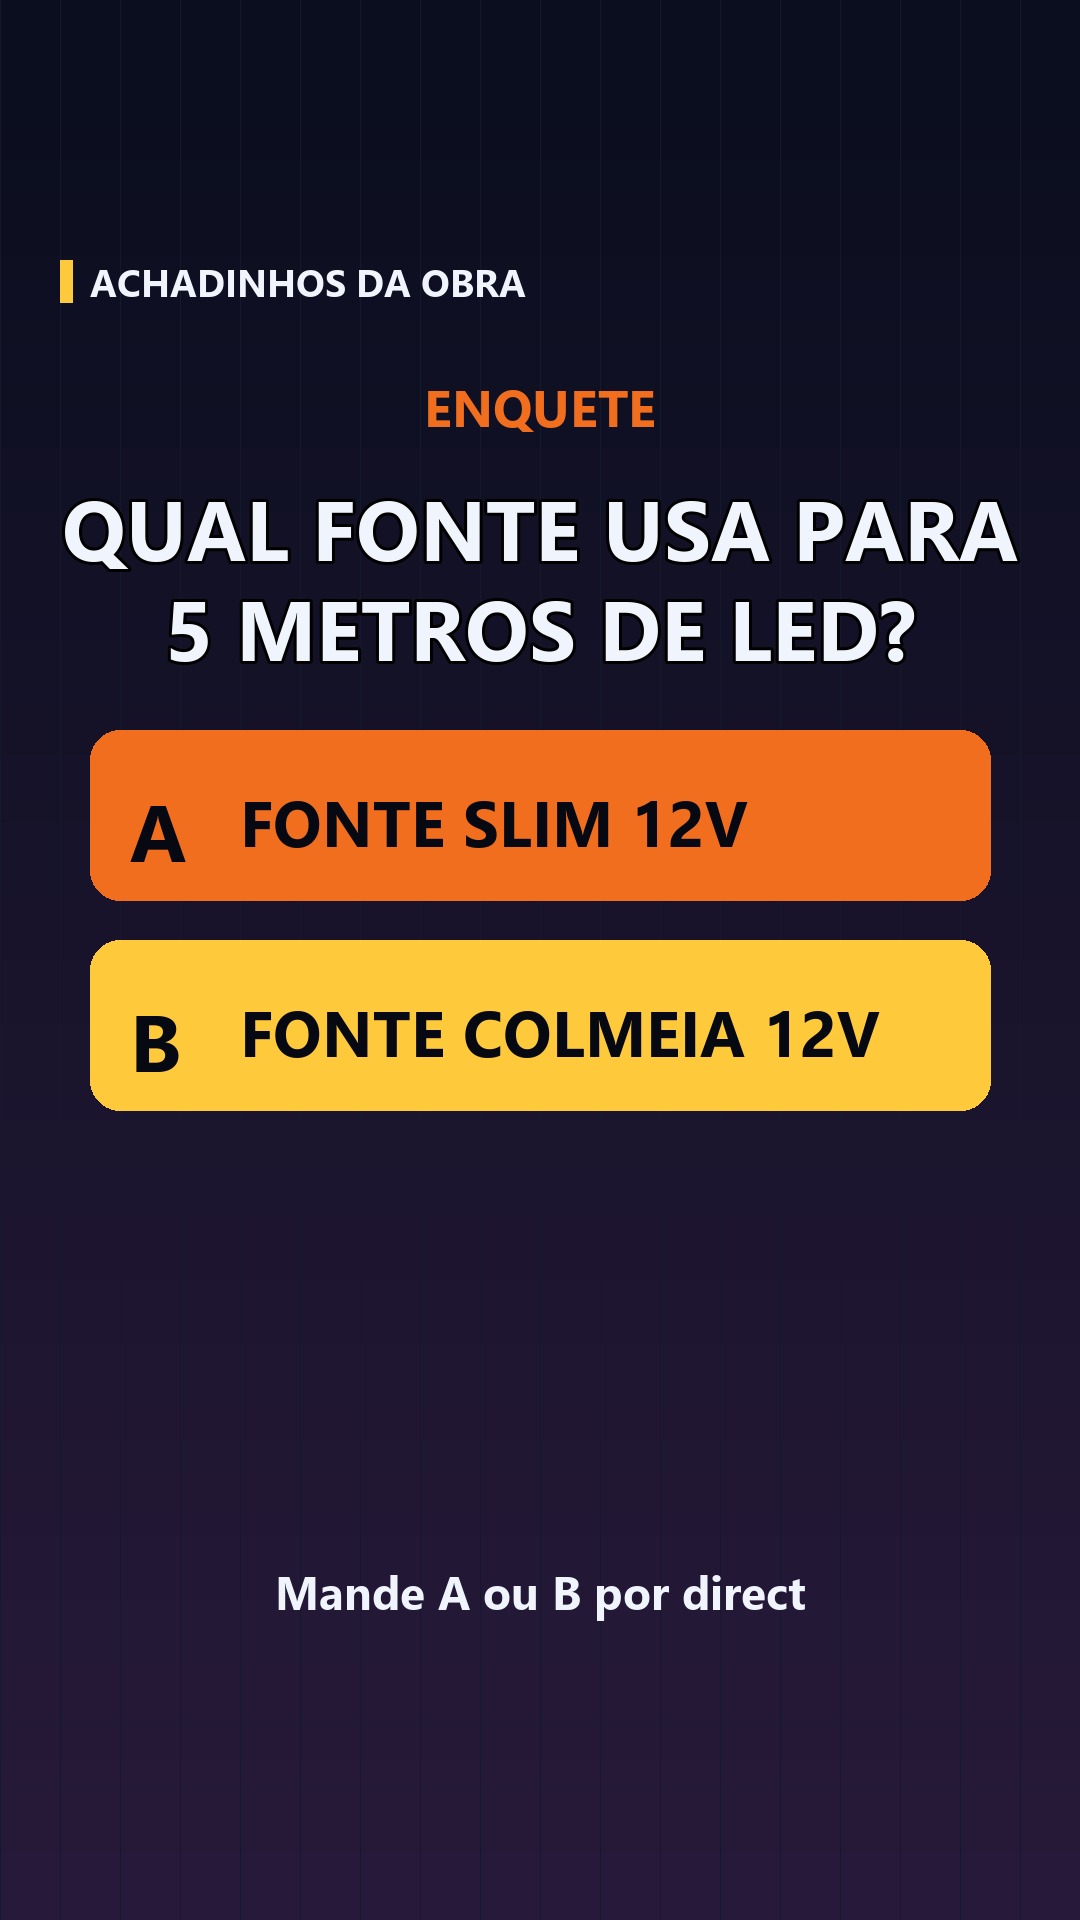 ACHADINHOS DA OBRA
ENQUETE
QUAL FONTE USA PARA
5 METROS DE LED?
A FONTE SLIM 12V
B FONTE COLMEIA 12V
Mande A ou B por direct